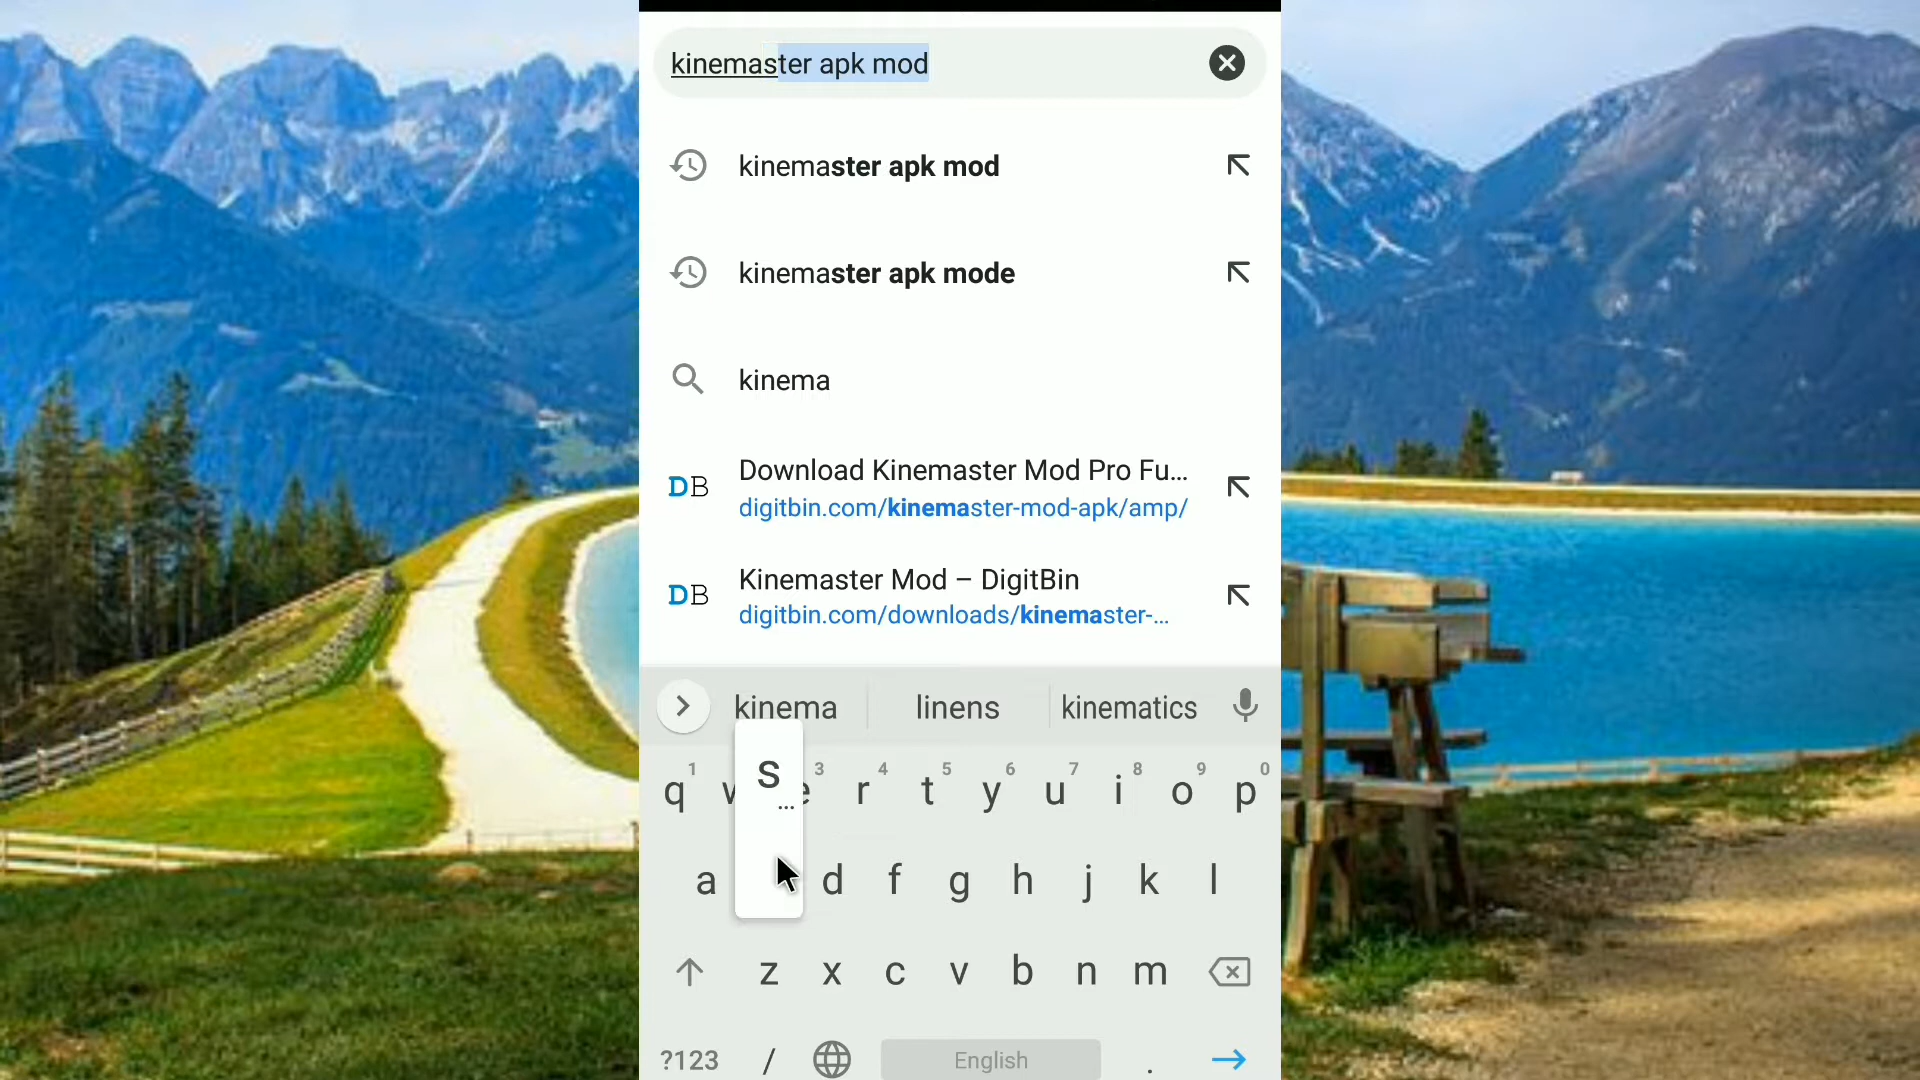 kinemaster apk mod
kinemaster apk mod
kinemaster apk mode
kinema
DB Download Kinemaster Mod Pro Fu...
digitbin.com/kinemaster-mod-apk/amp/
DB Kinemaster Mod – DigitBin
digitbin.com/downloads/kinemaster-...
kinema linens kinematics
1 3 4 5 6 7 8 9 0
q w s e r t y u i o p
...
a d f g h j k l
z x c v b n m
?123 / English .